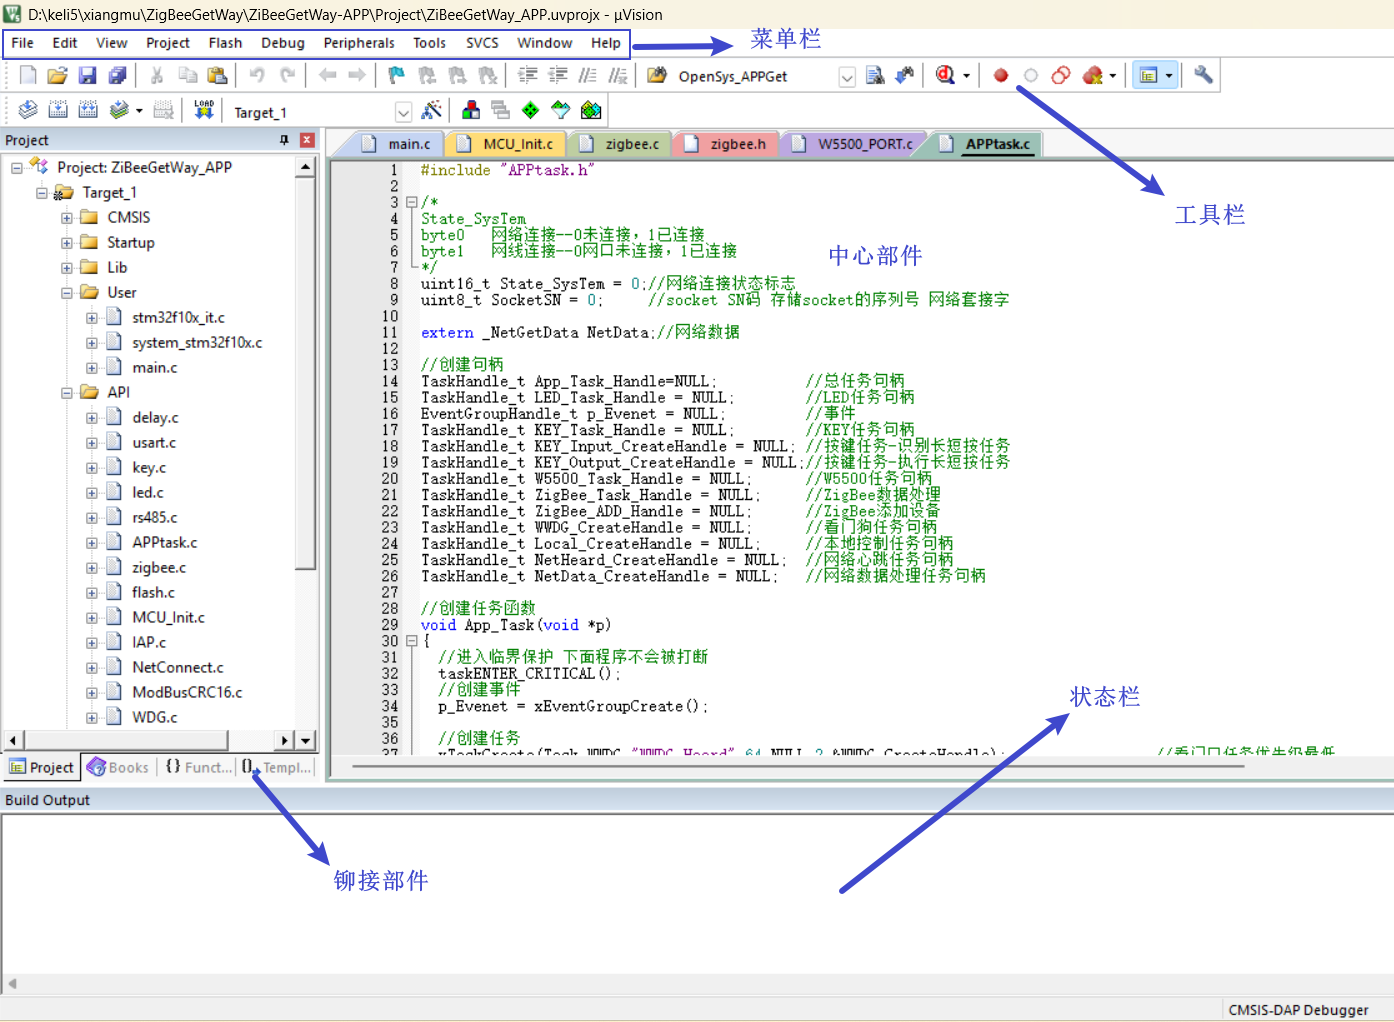 D:\keli5\xiangmu\ZigBeeGetWay\ZiBeeGetWay-APP\Project\ZiBeeGetWay_APP.uvprojx - µVision
File Edit View Project Flash Debug Peripherals Tools SVCS Window Help
菜单栏
OpenSys_APPGet
LOAD
Target_1
工具栏
Project
Project: ZiBeeGetWay_APP
Target_1
CMSIS
Startup
Lib
User
stm32f10x_it.c
system_stm32f10x.c
main.c
API
delay.c
usart.c
key.c
led.c
rs485.c
APPtask.c
zigbee.c
flash.c
MCU_Init.c
IAP.c
NetConnect.c
ModBusCRC16.c
WDG.c
Project Books {} Funct... Templ...
main.c MCU_Init.c zigbee.c zigbee.h W5500_PORT.c APPtask.c
1 #include "APPtask.h"
2
3 /*
4 State_SysTem
5 byte0 网络连接--0未连接，1已连接
6 byte1 网线连接--0网口未连接，1已连接
中心部件
7 */
8 uint16_t State_SysTem = 0;//网络连接状态标志
9 uint8_t SocketSN = 0; //socket SN码 存储socket的序列号 网络套接字
10
11 extern _NetGetData NetData;//网络数据
12
13 //创建句柄
14 TaskHandle_t App_Task_Handle=NULL; //总任务句柄
15 TaskHandle_t LED_Task_Handle = NULL; //LED任务句柄
16 EventGroupHandle_t p_Evenet = NULL; //事件
17 TaskHandle_t KEY_Task_Handle = NULL; //KEY任务句柄
18 TaskHandle_t KEY_Input_CreateHandle = NULL; //按键任务-识别长短按任务
19 TaskHandle_t KEY_Output_CreateHandle = NULL;//按键任务-执行长短按任务
20 TaskHandle_t W5500_Task_Handle = NULL; //W5500任务句柄
21 TaskHandle_t ZigBee_Task_Handle = NULL; //ZigBee数据处理
22 TaskHandle_t ZigBee_ADD_Handle = NULL; //ZigBee添加设备
23 TaskHandle_t WWDG_CreateHandle = NULL; //看门狗任务句柄
24 TaskHandle_t Local_CreateHandle = NULL; //本地控制任务句柄
25 TaskHandle_t NetHeard_CreateHandle = NULL; //网络心跳任务句柄
26 TaskHandle_t NetData_CreateHandle = NULL; //网络数据处理任务句柄
27
28 //创建任务函数
29 void App_Task(void *p)
30 {
31 //进入临界保护 下面程序不会被打断
32 taskENTER_CRITICAL();
33 //创建事件
34 p_Evenet = xEventGroupCreate();
35
36 //创建任务
37 xTaskCreate(Task_WWDG,"WWDG_Heard",64,NULL,2,&WWDG_CreateHandle); //看门口任务优先级最低
状态栏
Build Output
铆接部件
CMSIS-DAP Debugger